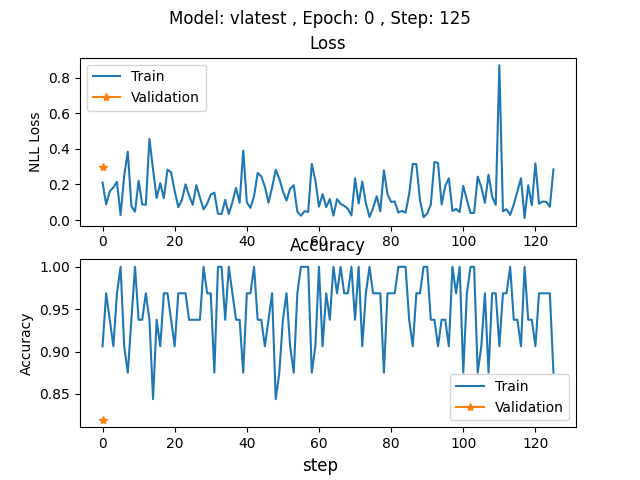 Model: vlatest , Epoch: 0 , Step: 125
Loss
NLL Loss
0.8
0.6
0.4
0.2
0.0
Train
Validation
0 20 40 60 80 100 120
Accuracy
Accuracy
1.00
0.95
0.90
0.85
Train
Validation
0 20 40 60 80 100 120
step